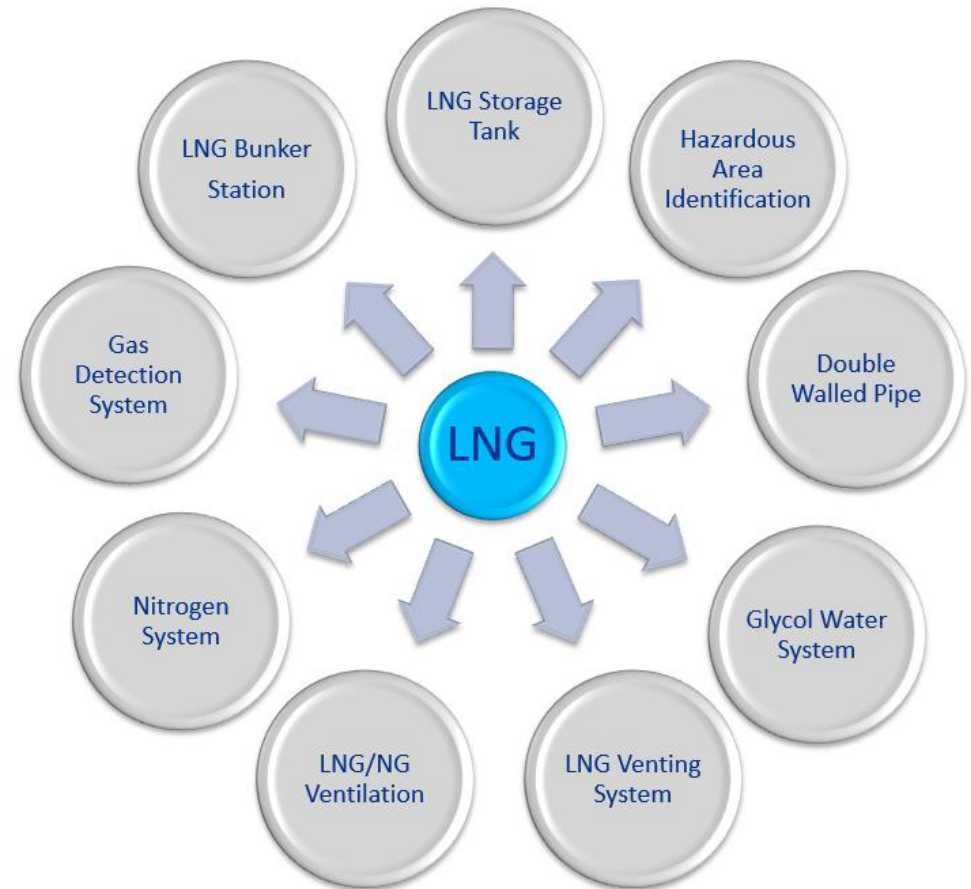 LNG Storage
Tank
Hazardous
Area
Identification
Double
Walled Pipe
Glycol Water
System
LNG Venting
System
LNG/NG
Ventilation
Nitrogen
System
Gas
Detection
System
LNG Bunker
Station
LNG